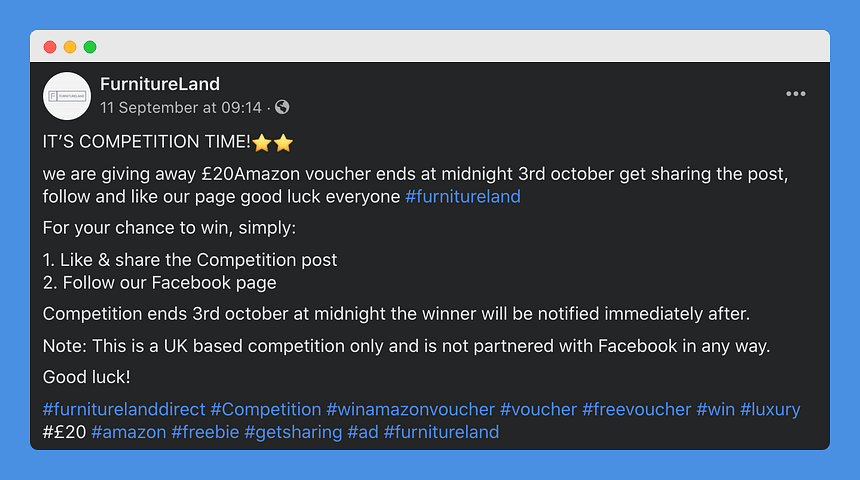 FURNITURELAND
FurnitureLand
11 September at 09:14 ·
IT’S COMPETITION TIME!⭐⭐
we are giving away £20Amazon voucher ends at midnight 3rd october get sharing the post,
follow and like our page good luck everyone #furnitureland
For your chance to win, simply:
1. Like & share the Competition post
2. Follow our Facebook page
Competition ends 3rd october at midnight the winner will be notified immediately after.
Note: This is a UK based competition only and is not partnered with Facebook in any way.
Good luck!
#furniturelanddirect #Competition #winamazonvoucher #voucher #freevoucher #win #luxury
#£20 #amazon #freebie #getsharing #ad #furnitureland